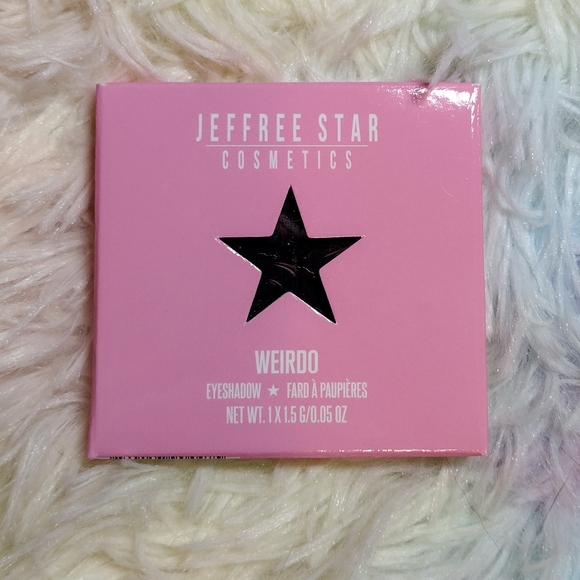 JEFFREE STAR
COSMETICS
WEIRDO
EYESHADOW ★ FARD À PAUPIÈRES
NET WT. 1 X 1.5 G/0.05 OZ